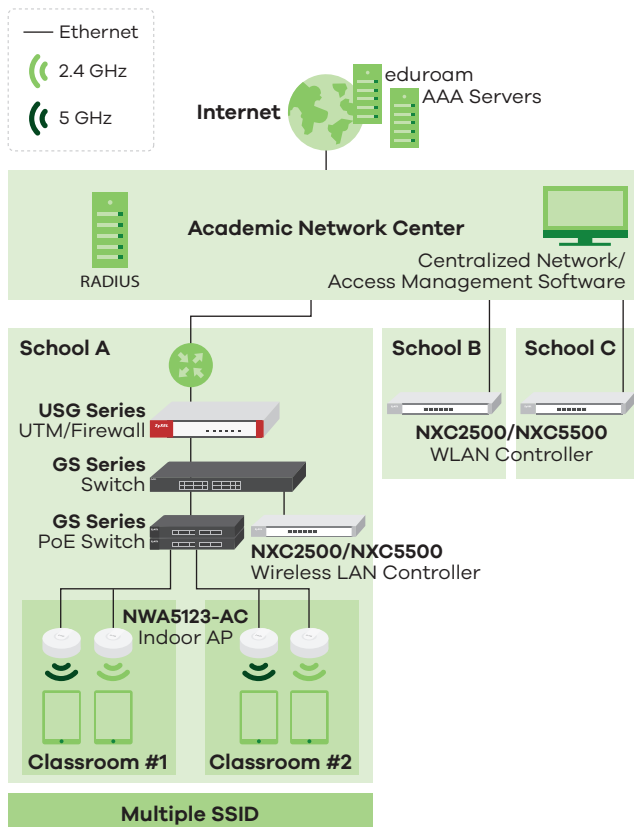 Ethernet
2.4 GHz
5 GHz
Internet
eduroam
AAA Servers
Academic Network Center
RADIUS
Centralized Network/
Access Management Software
School A
School B
School C
USG Series
UTM/Firewall
ZyXEL
NXC2500/NXC5500
WLAN Controller
GS Series
Switch
GS Series
PoE Switch
NXC2500/NXC5500
Wireless LAN Controller
NWA5123-AC
Indoor AP
Classroom #1
Classroom #2
Multiple SSID